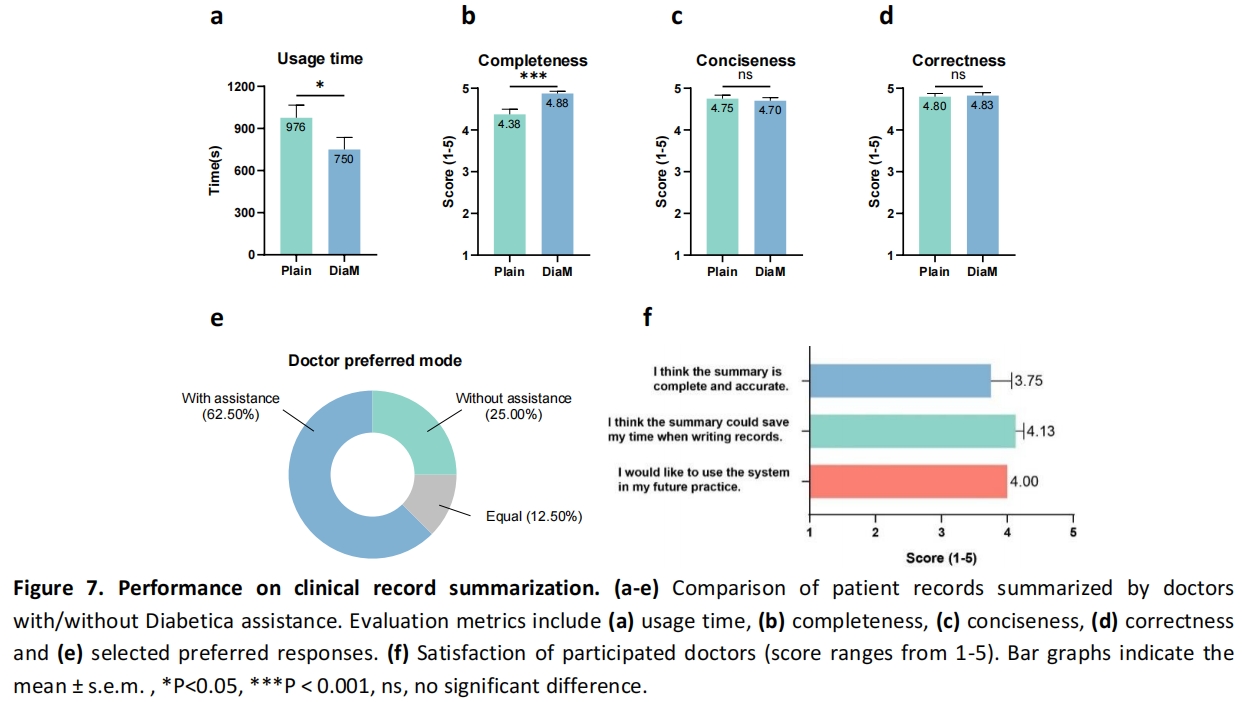 a
b
c
d
Usage time
Completeness
Conciseness
Correctness
*
***
ns
ns
1200
900
600
300
0
Time(s)
976
750
Plain
DiaM
5
4
3
2
1
Score (1-5)
4.38
4.88
Plain
DiaM
5
4
3
2
1
Score (1-5)
4.75
4.70
Plain
DiaM
5
4
3
2
1
Score (1-5)
4.80
4.83
Plain
DiaM
e
Doctor preferred mode
With assistance
(62.50%)
Without assistance
(25.00%)
Equal (12.50%)
f
I think the summary is
complete and accurate.
3.75
I think the summary could save
my time when writing records.
4.13
I would like to use the system
in my future practice.
4.00
1
2
3
4
5
Score (1-5)
Figure 7. Performance on clinical record summarization. (a-e) Comparison of patient records summarized by doctors
with/without Diabetica assistance. Evaluation metrics include (a) usage time, (b) completeness, (c) conciseness, (d) correctness
and (e) selected preferred responses. (f) Satisfaction of participated doctors (score ranges from 1-5). Bar graphs indicate the
mean ± s.e.m. , *P<0.05, ***P < 0.001, ns, no significant difference.